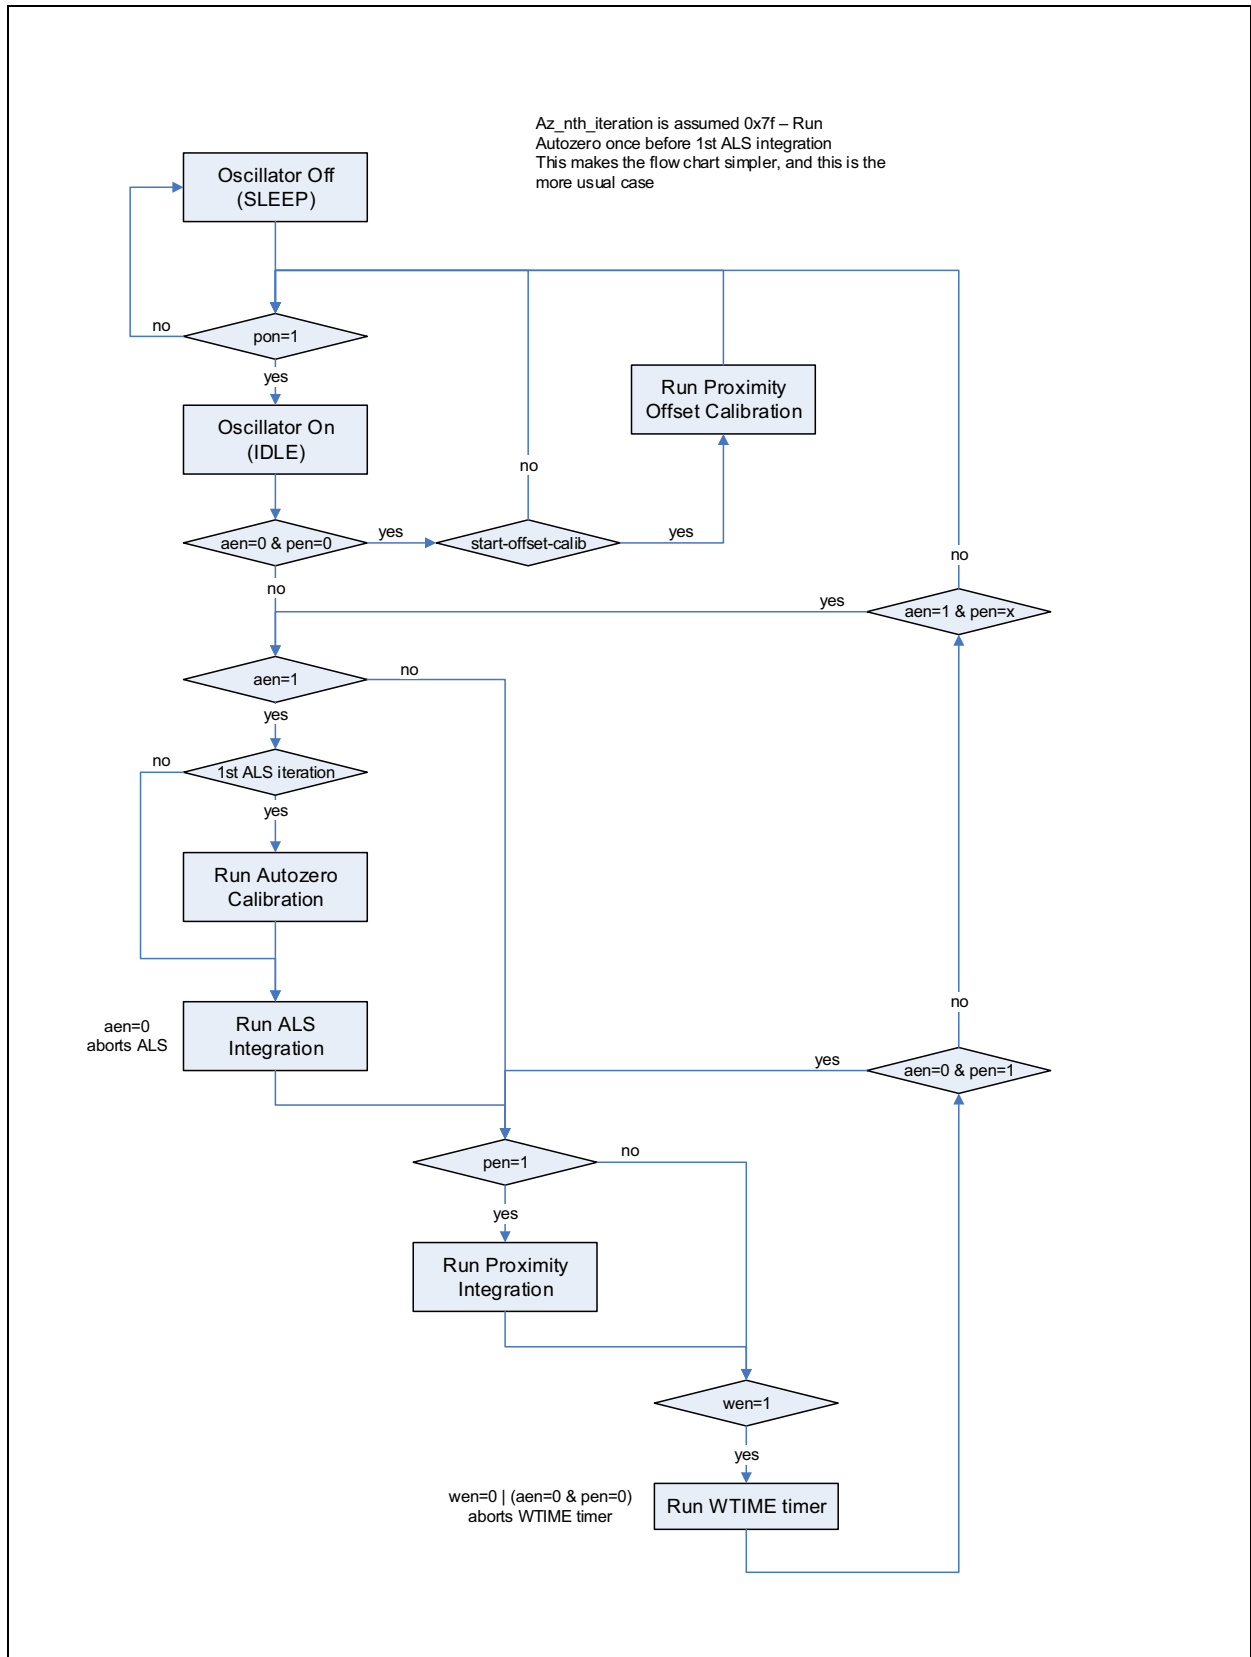 Az_nth_iteration is assumed 0x7f – Run
Autozero once before 1st ALS integration
This makes the flow chart simpler, and this is the
more usual case
Oscillator Off
(SLEEP)
no
pon=1
yes
Run Proximity
Offset Calibration
Oscillator On
(IDLE)
no
aen=0 & pen=0
yes
start-offset-calib
yes
no
no
yes
aen=1 & pen=x
aen=1
no
yes
no
1st ALS iteration
yes
Run Autozero
Calibration
no
aen=0
aborts ALS
Run ALS
Integration
yes
aen=0 & pen=1
pen=1
no
yes
Run Proximity
Integration
wen=1
yes
wen=0 | (aen=0 & pen=0)
aborts WTIME timer
Run WTIME timer